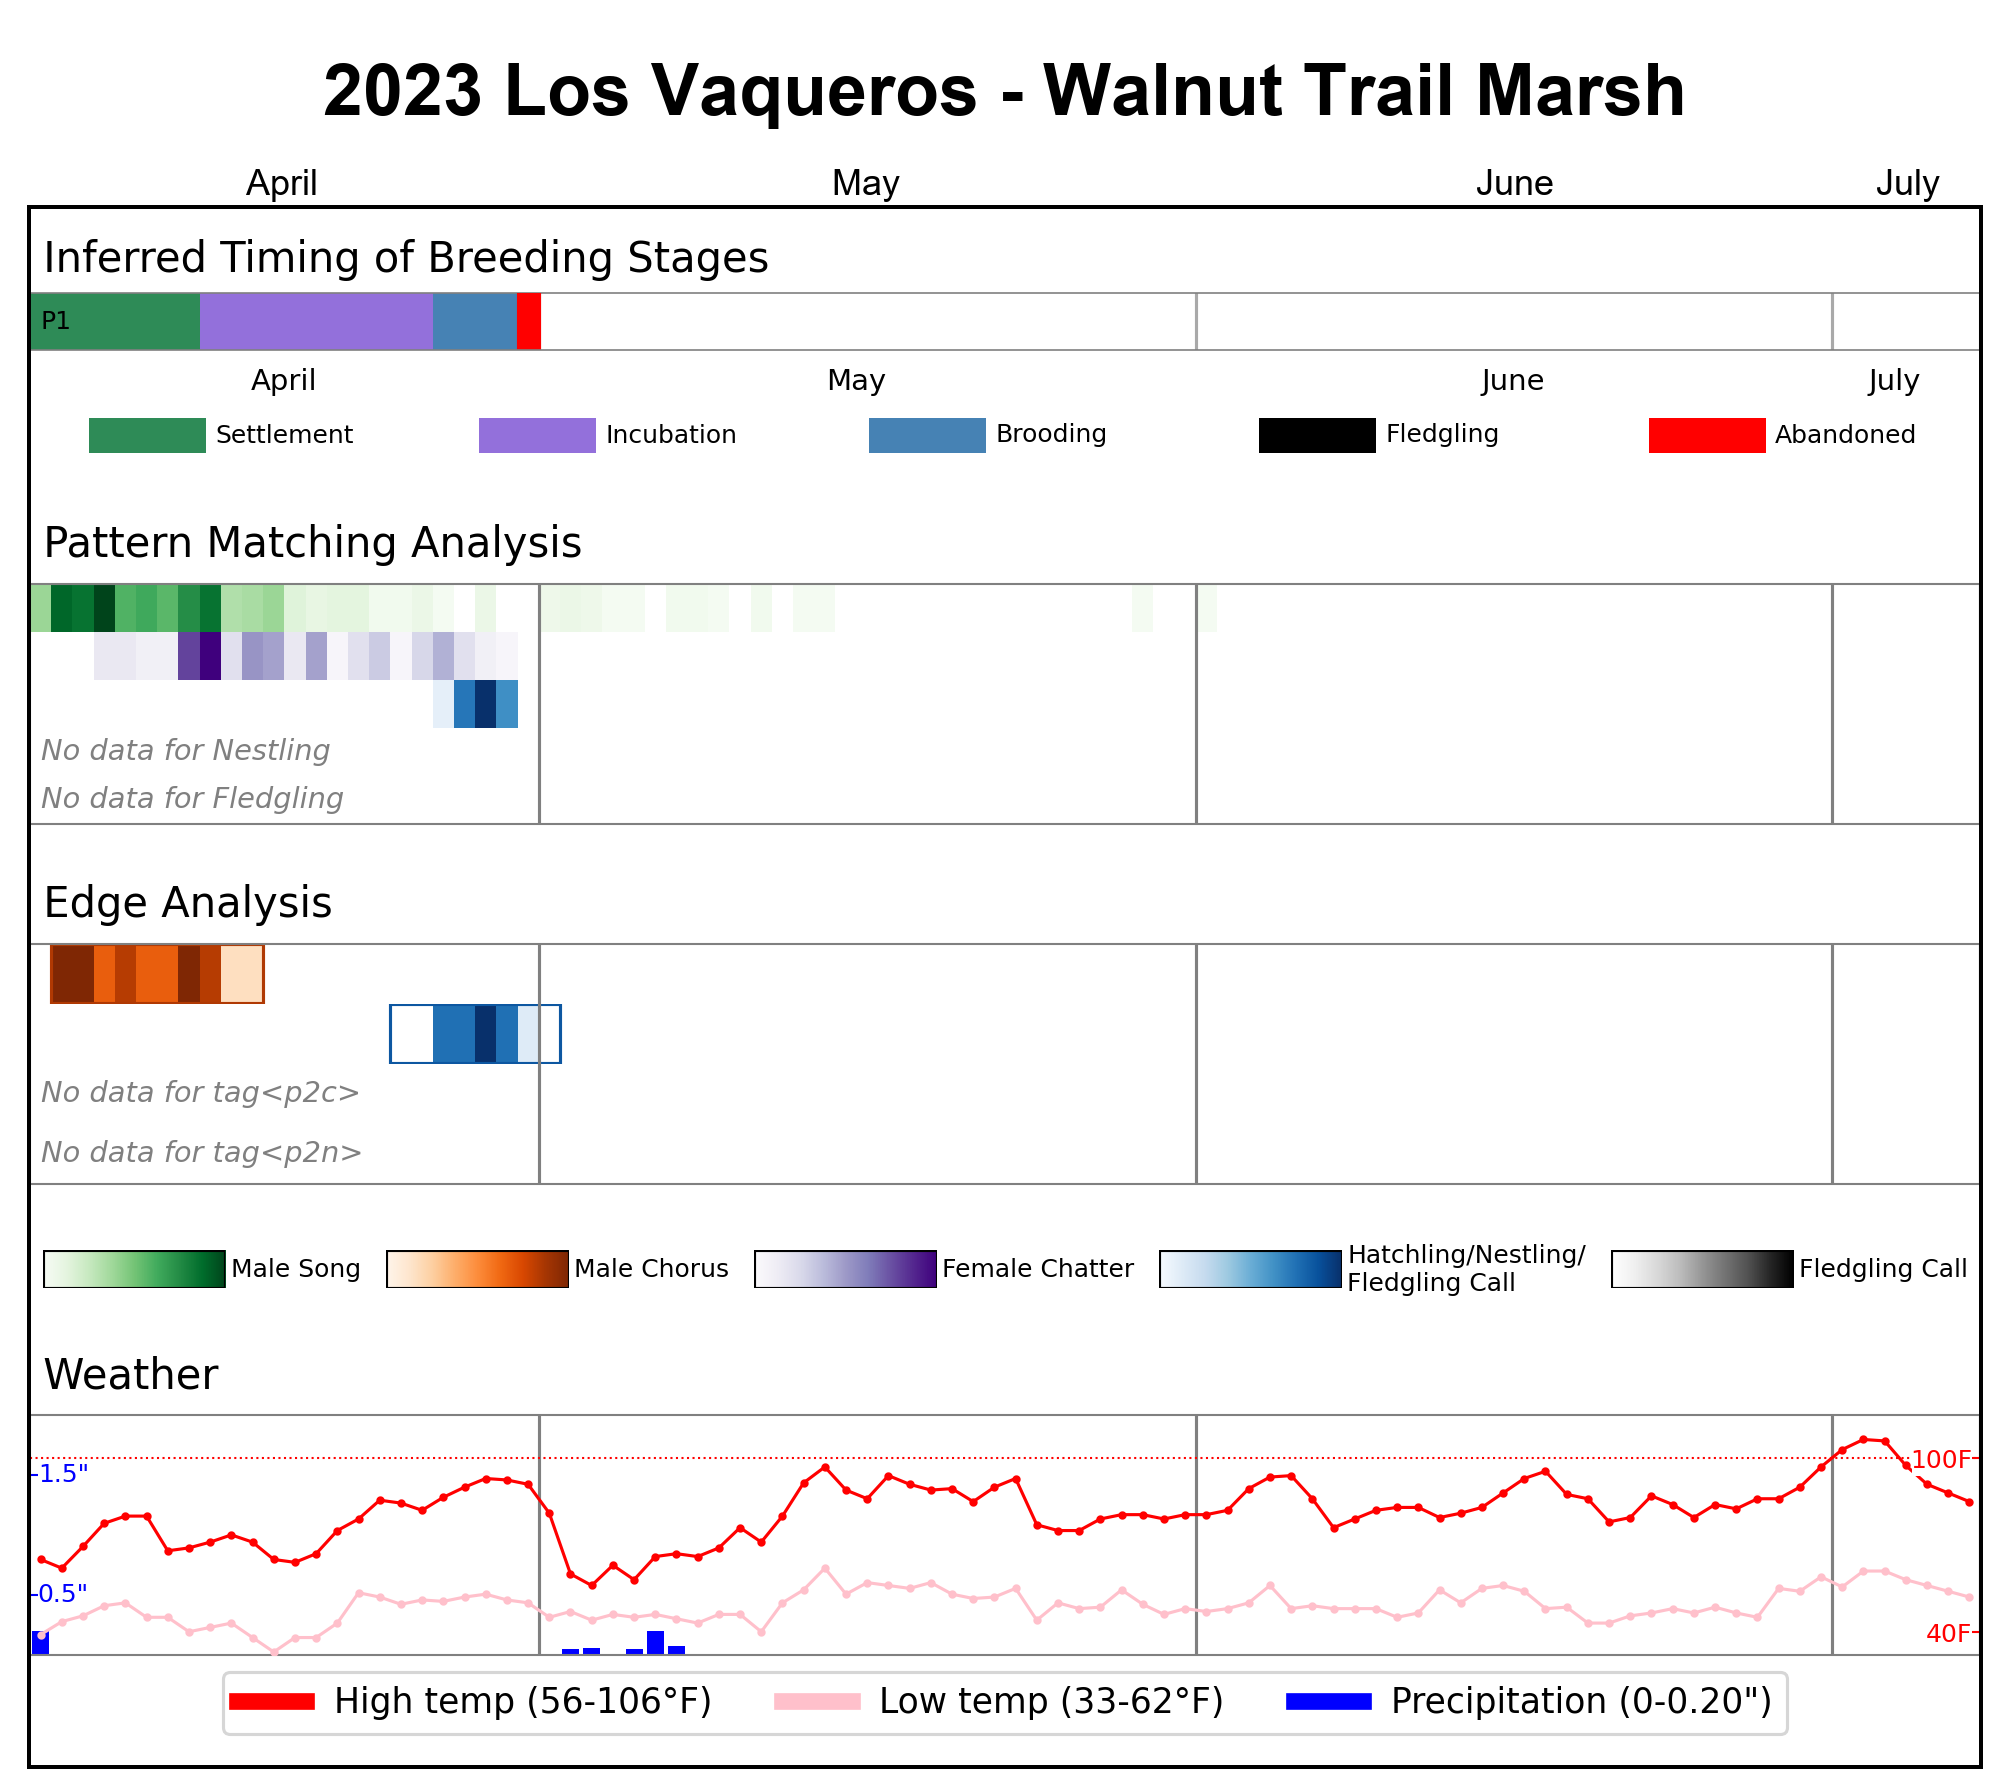 2023 Los Vaqueros - Walnut Trail Marsh
April May June July
Inferred Timing of Breeding Stages
P1
April May June July
Settlement Incubation Brooding Fledgling Abandoned
Pattern Matching Analysis
No data for Nestling
No data for Fledgling
Edge Analysis
No data for tag<p2c>
No data for tag<p2n>
Male Song Male Chorus Female Chatter Hatchling/Nestling/
Fledgling Call Fledgling Call
Weather
100F
1.5"
0.5"
40F
High temp (56-106°F) Low temp (33-62°F) Precipitation (0-0.20")